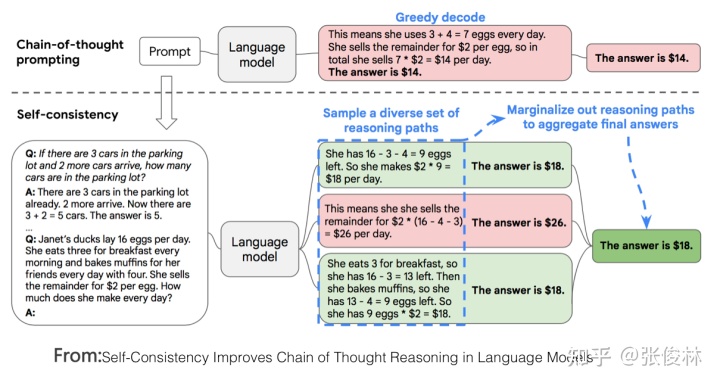 Greedy decode
Chain-of-thought
prompting
Prompt
Language
model
This means she uses 3 + 4 = 7 eggs every day.
She sells the remainder for $2 per egg, so in
total she sells 7 * $2 = $14 per day.
The answer is $14.
The answer is $14.
Self-consistency
Sample a diverse set of
reasoning paths
Marginalize out reasoning paths
to aggregate final answers
Q: If there are 3 cars in the parking
lot and 2 more cars arrive, how many
cars are in the parking lot?
A: There are 3 cars in the parking lot
already. 2 more arrive. Now there are
3 + 2 = 5 cars. The answer is 5.
...
Q: Janet's ducks lay 16 eggs per day.
She eats three for breakfast every
morning and bakes muffins for her
friends every day with four. She sells
the remainder for $2 per egg. How
much does she make every day?
A:
Language
model
She has 16 - 3 - 4 = 9 eggs
left. So she makes $2 * 9 =
$18 per day.
The answer is $18.
This means she she sells the
remainder for $2 * (16 - 4 - 3)
= $26 per day.
The answer is $26.
She eats 3 for breakfast, so
she has 16 - 3 = 13 left. Then
she bakes muffins, so she
has 13 - 4 = 9 eggs left. So
she has 9 eggs * $2 = $18.
The answer is $18.
The answer is $18.
From:Self-Consistency Improves Chain of Thought Reasoning in Language Models
知乎 @张俊林